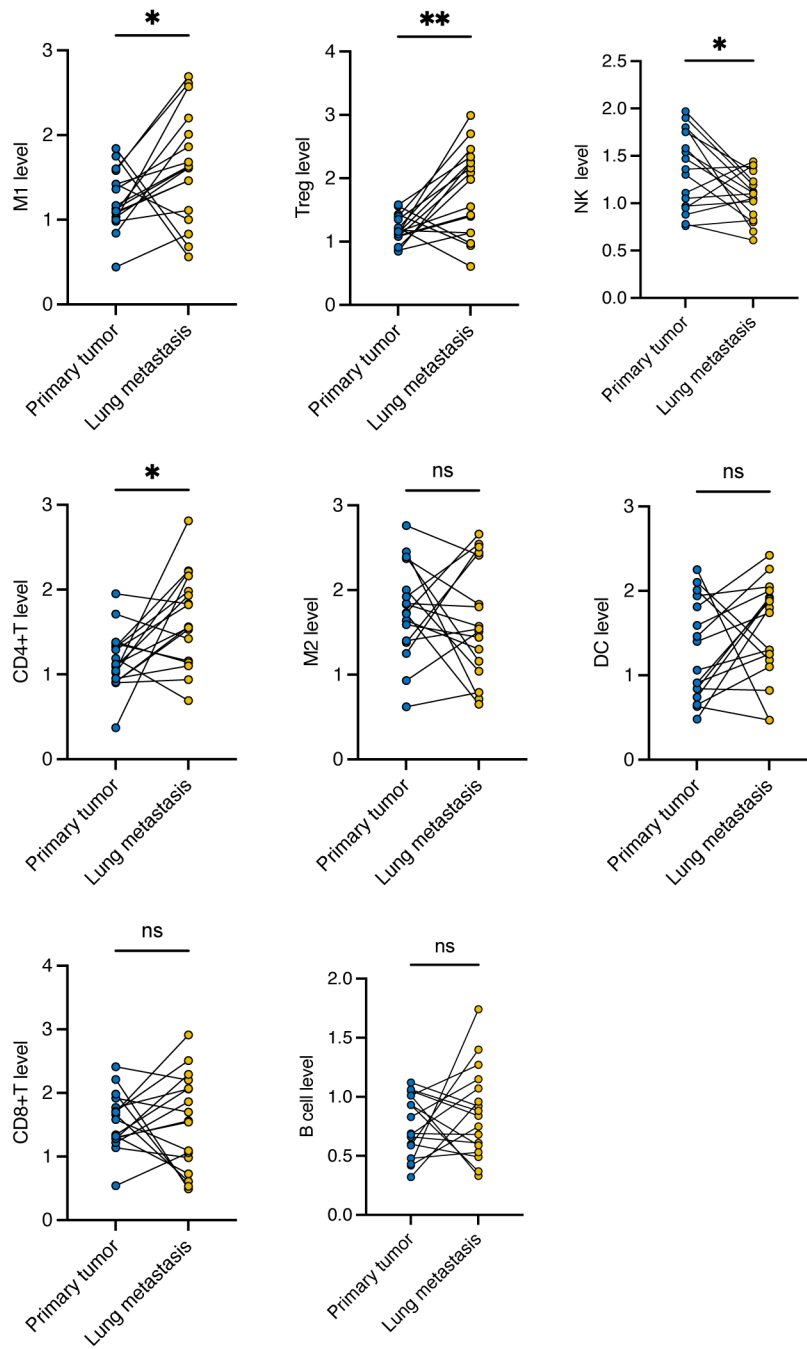 *
3
2
1
0
M1 level
Primary tumor
Lung metastasis
**
4
3
2
1
0
Treg level
Primary tumor
Lung metastasis
*
2.5
2.0
1.5
1.0
0.5
0.0
NK level
Primary tumor
Lung metastasis
*
3
2
1
0
CD4+T level
Primary tumor
Lung metastasis
ns
3
2
1
0
M2 level
Primary tumor
Lung metastasis
ns
3
2
1
0
DC level
Primary tumor
Lung metastasis
ns
4
3
2
1
0
CD8+T level
Primary tumor
Lung metastasis
ns
2.0
1.5
1.0
0.5
0.0
B cell level
Primary tumor
Lung metastasis